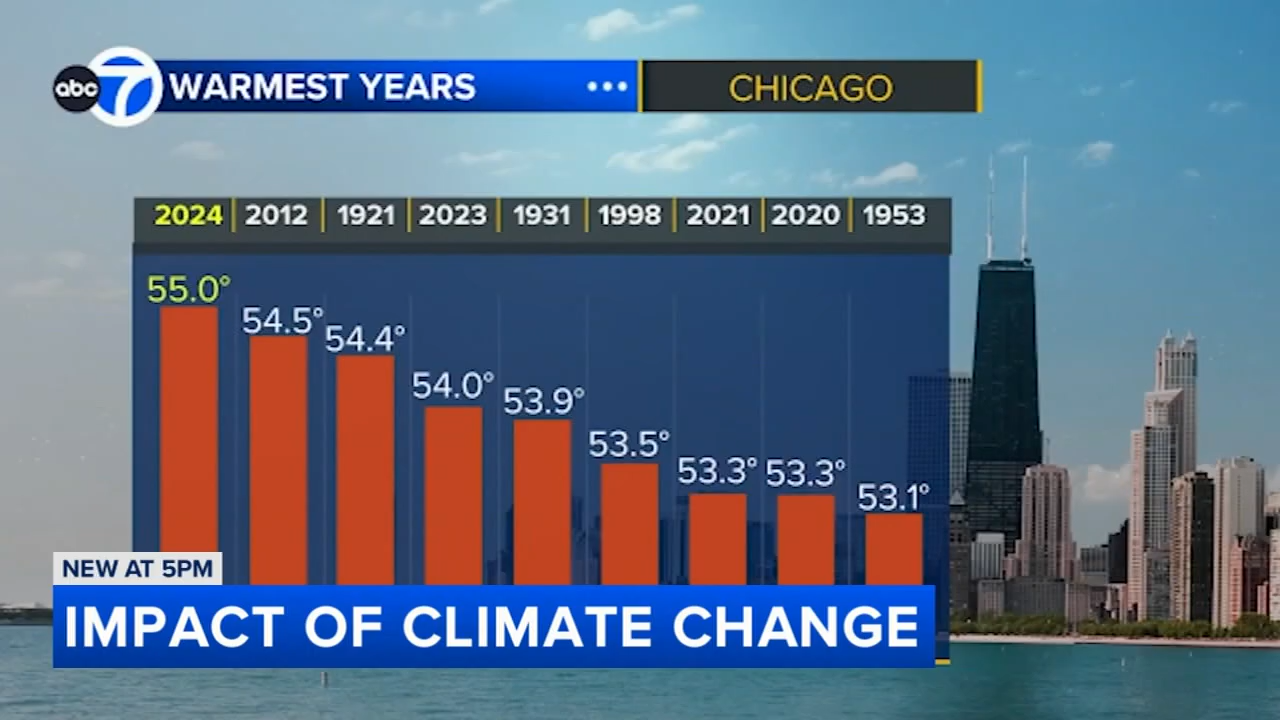 abc 7 WARMEST YEARS ••• CHICAGO
2024 2012 1921 2023 1931 1998 2021 2020 1953
55.0° 54.5° 54.4° 54.0° 53.9° 53.5° 53.3° 53.3° 53.1°
NEW AT 5PM
IMPACT OF CLIMATE CHANGE